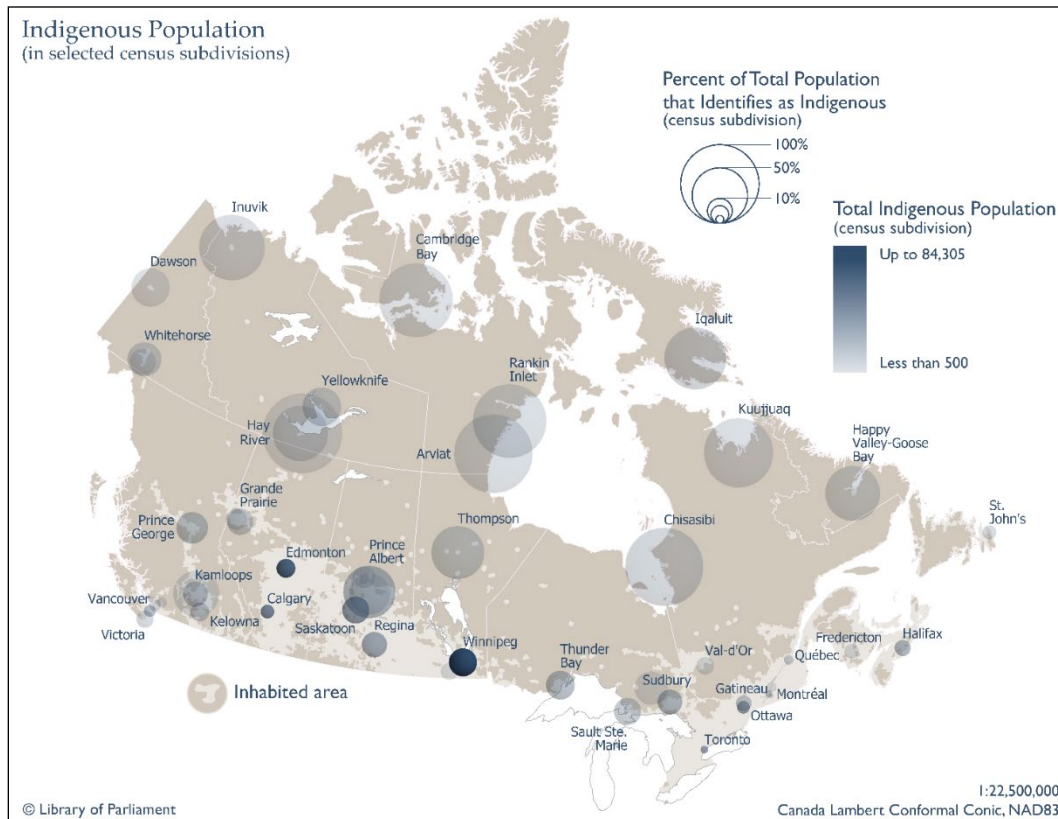 Indigenous Population
(in selected census subdivisions)
Percent of Total Population
that Identifies as Indigenous
(census subdivision)
100%
50%
10%
Total Indigenous Population
(census subdivision)
Up to 84,305
Less than 500
Inuvik
Dawson
Cambridge
Bay
Whitehorse
Iqaluit
Rankin
Inlet
Yellowknife
Kuujjuaq
Hay
River
Arviat
Happy
Valley-Goose
Bay
Grande
Prairie
Prince
George
St.
John's
Thompson
Chisasibi
Edmonton
Prince
Albert
Kamloops
Vancouver
Calgary
Kelowna
Saskatoon
Regina
Victoria
Winnipeg
Thunder
Bay
Val-d'Or
Fredericton
Halifax
Québec
Sudbury
Gatineau
Montréal
Ottawa
Sault Ste.
Marie
Toronto
Inhabited area
1:22,500,000
© Library of Parliament
Canada Lambert Conformal Conic, NAD83